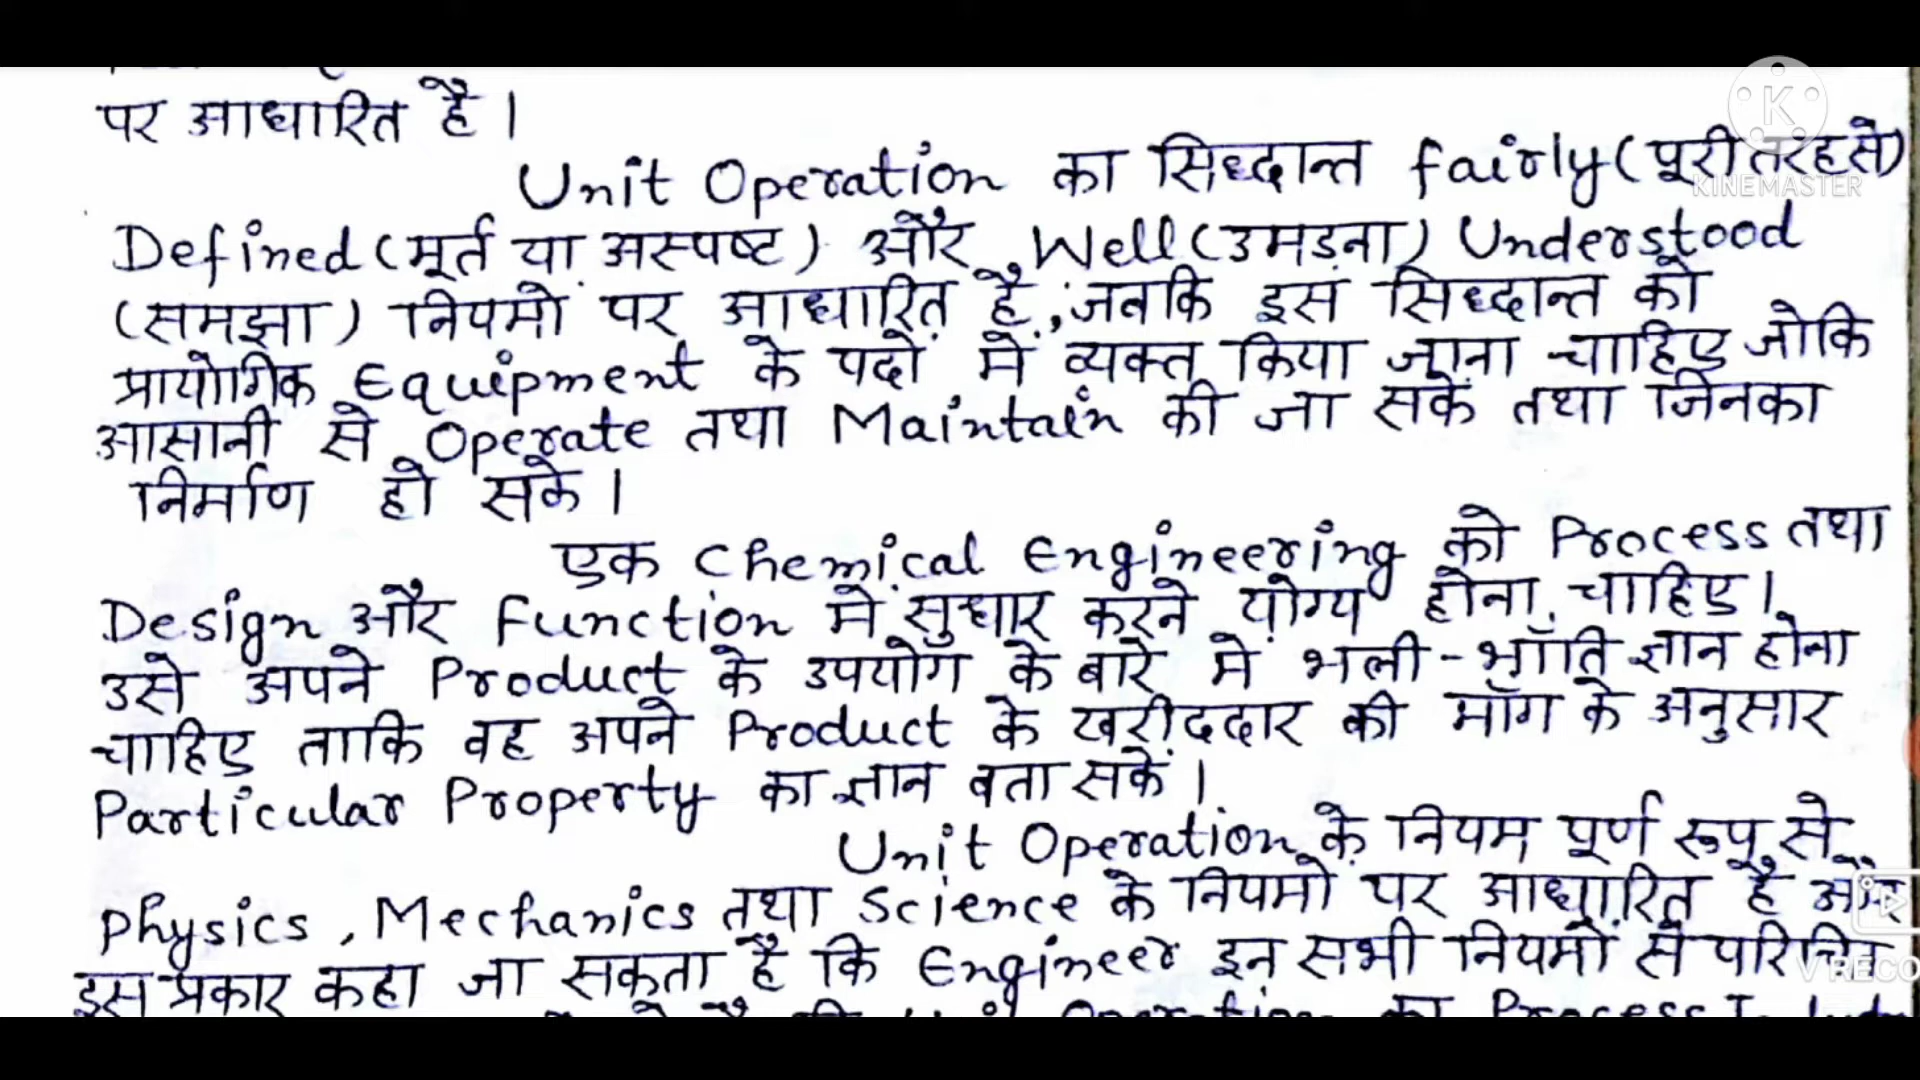 पर आधारित है।
Unit Operation का सिध्दान्त fairly (पूरी तरह से)
Defined (मूर्त या अस्पष्ट) और Well (उमड़ना) Understood
(समझा) नियमों पर आधारित है, जबकि इस सिध्दान्त को
प्रायोगिक Equipment के पदों में व्यक्त किया जाना चाहिए जोकि
आसानी से Operate तथा Maintain की जा सकें तथा जिनका
निर्माण हो सके।
एक Chemical Engineering को Process तथा
Design और Function में सुधार करने योग्य होना चाहिए।
उसे अपने Product के उपयोग के बारे में भली-भाँति ज्ञान होना
चाहिए ताकि वह अपने Product के खरीददार की माँग के अनुसार
Particular Property का ज्ञान बता सकें।
Unit Operation के नियम पूर्ण रूप से
Physics, Mechanics तथा Science के नियमों पर आधारित है और
इस प्रकार कहा जा सकता है कि Engineer इन सभी नियमों से परिचित
KINEMASTER